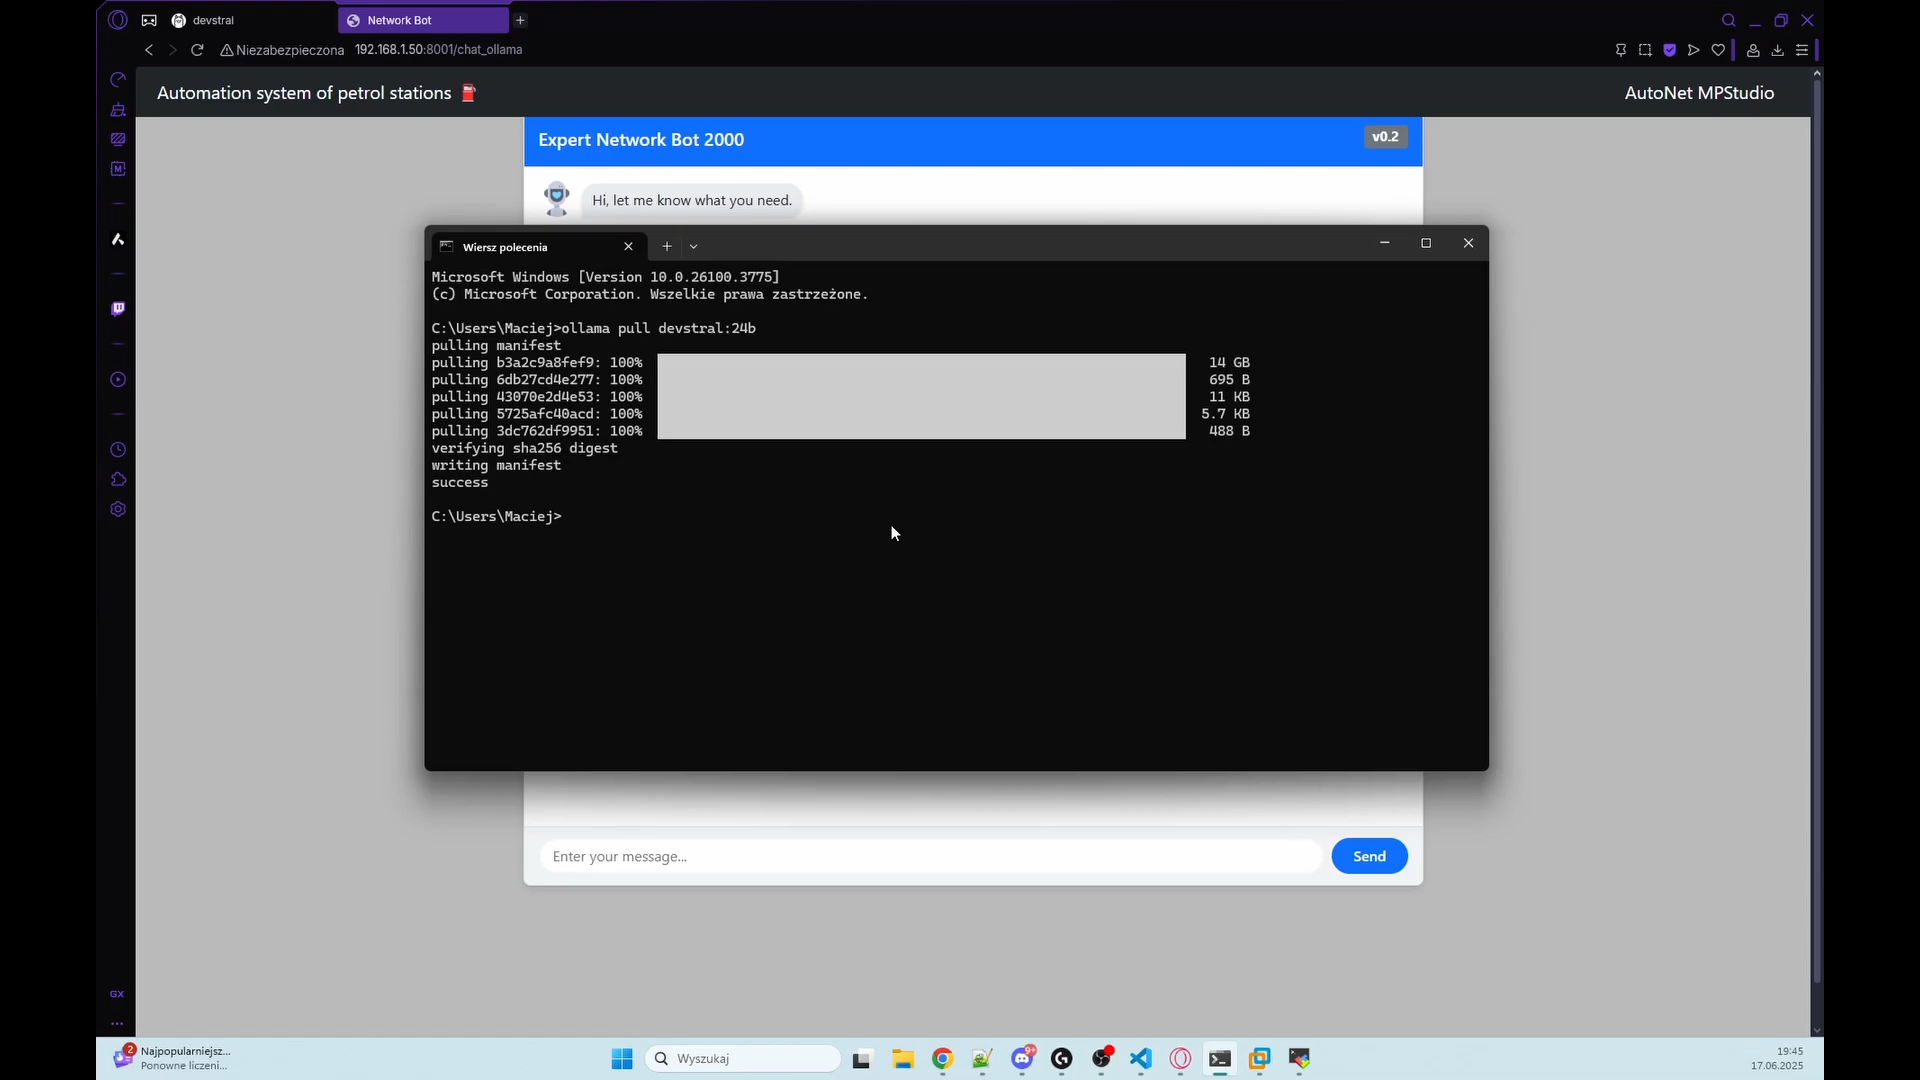 devstral
Network Bot
Niezabezpieczona 192.168.1.50:8001/chat_ollama
Automation system of petrol stations
AutoNet MPStudio
Expert Network Bot 2000
v0.2
Hi, let me know what you need.
Wiersz polecenia
Microsoft Windows [Version 10.0.26100.3775]
(c) Microsoft Corporation. Wszelkie prawa zastrzeżone.
C:\Users\Maciej>ollama pull devstral:24b
pulling manifest
pulling b3a2c9a8fef9: 100% 14 GB
pulling 6db27cd4e277: 100% 695 B
pulling 43070e2d4e53: 100% 11 KB
pulling 5725afc40acd: 100% 5.7 KB
pulling 3dc762df9951: 100% 488 B
verifying sha256 digest
writing manifest
success
C:\Users\Maciej>
Enter your message...
Send
GX
2
Najpopularniejsz...
Ponowne liczeni...
Wyszukaj
9+
19:45
17.06.2025